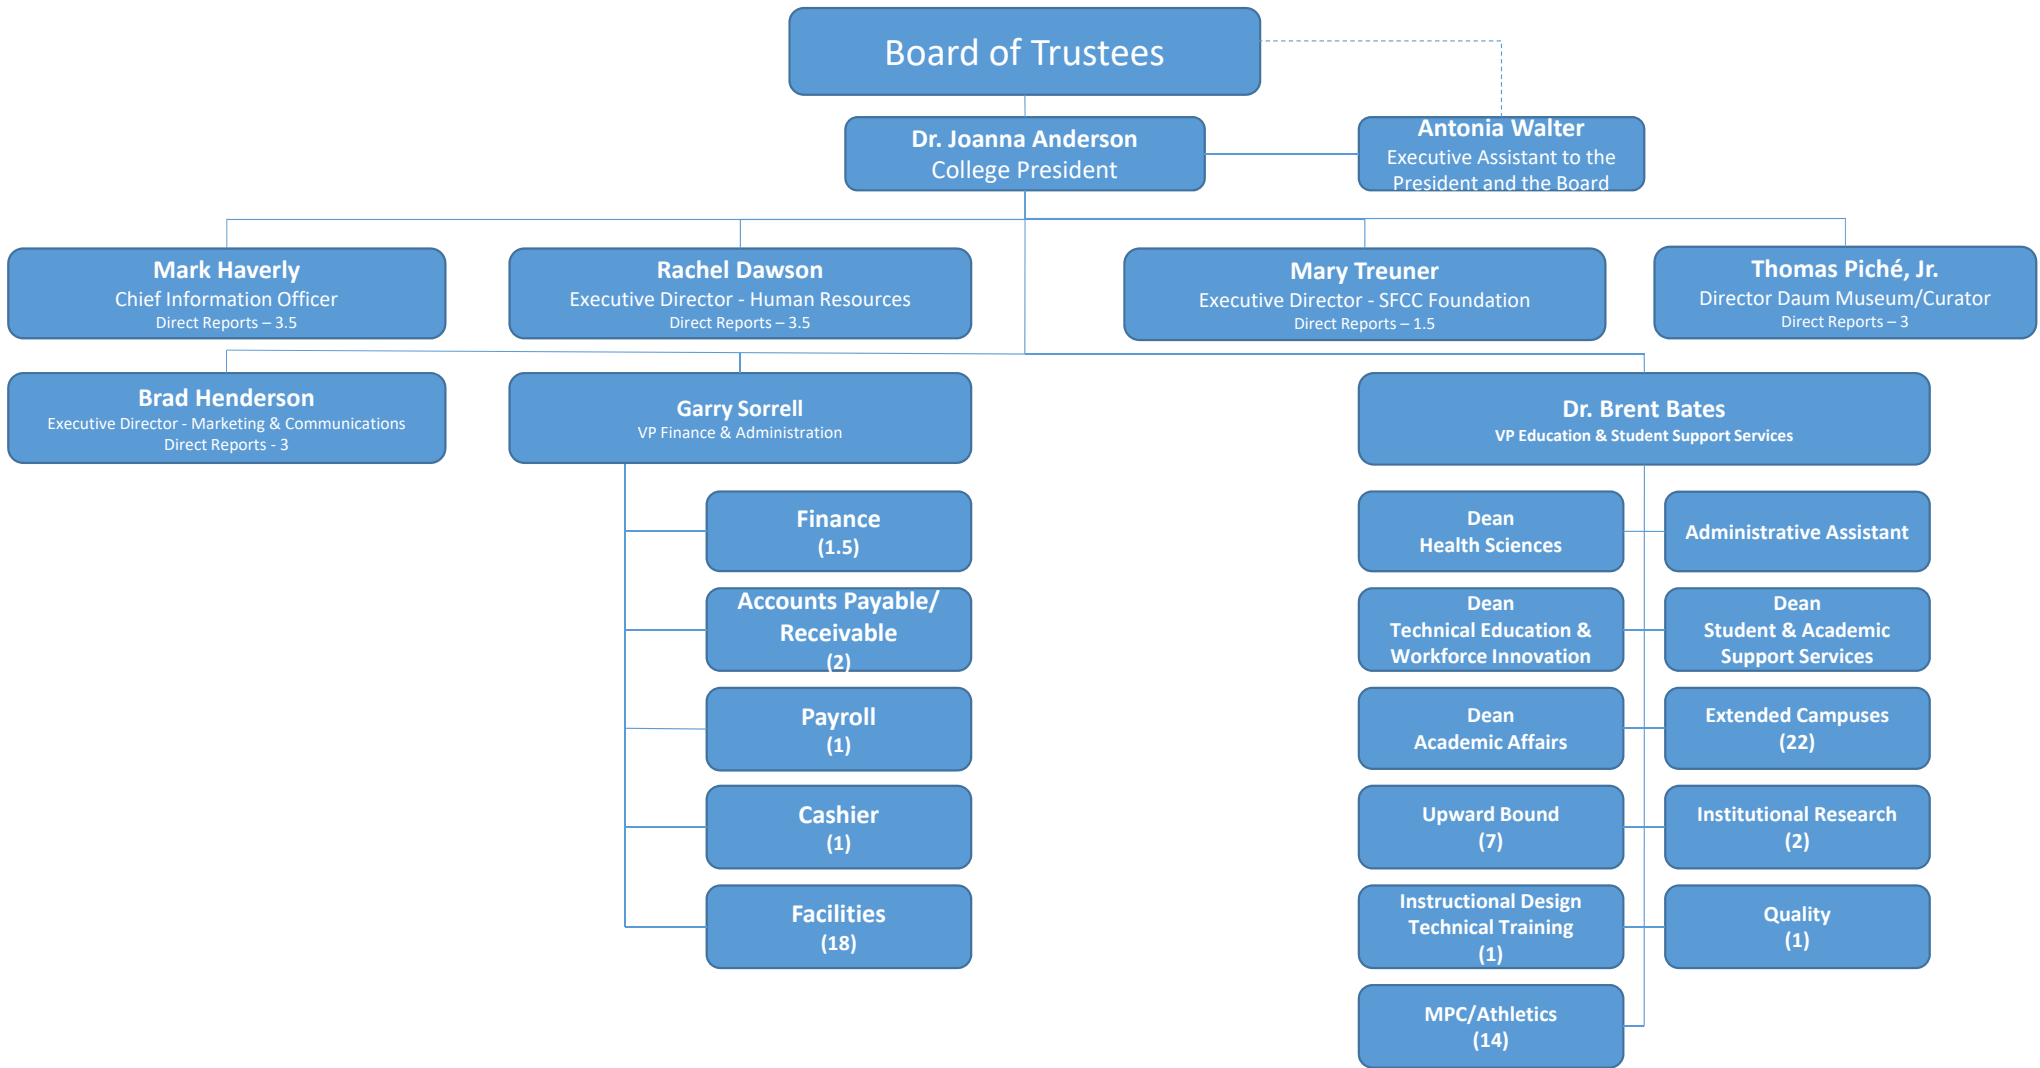 Board of Trustees
Dr. Joanna Anderson
College President
Antonia Walter
Executive Assistant to the
President and the Board
Mark Haverly
Chief Information Officer
Direct Reports – 3.5
Rachel Dawson
Executive Director - Human Resources
Direct Reports – 3.5
Mary Treuner
Executive Director - SFCC Foundation
Direct Reports – 1.5
Thomas Piché, Jr.
Director Daum Museum/Curator
Direct Reports – 3
Brad Henderson
Executive Director - Marketing & Communications
Direct Reports - 3
Garry Sorrell
VP Finance & Administration
Dr. Brent Bates
VP Education & Student Support Services
Finance
(1.5)
Accounts Payable/
Receivable
(2)
Payroll
(1)
Cashier
(1)
Facilities
(18)
Dean
Health Sciences
Administrative Assistant
Dean
Technical Education &
Workforce Innovation
Dean
Student & Academic
Support Services
Dean
Academic Affairs
Extended Campuses
(22)
Upward Bound
(7)
Institutional Research
(2)
Instructional Design
Technical Training
(1)
Quality
(1)
MPC/Athletics
(14)